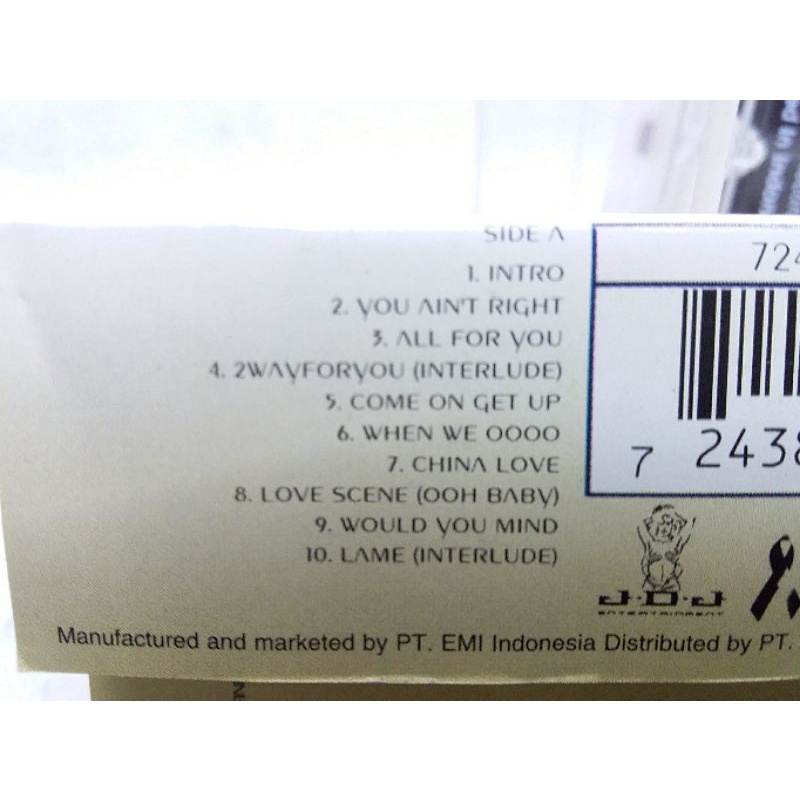 SIDE A
1. INTRO
2. YOU AIN'T RIGHT
3. ALL FOR YOU
4. 2WAYFORYOU (INTERLUDE)
5. COME ON GET UP
6. WHEN WE OOOO
7. CHINA LOVE
8. LOVE SCENE (OOH BABY)
9. WOULD YOU MIND
10. LAME (INTERLUDE)
724
7 2438
J·D·J
ENTERTAINMENT
Manufactured and marketed by PT. EMI Indonesia Distributed by PT.